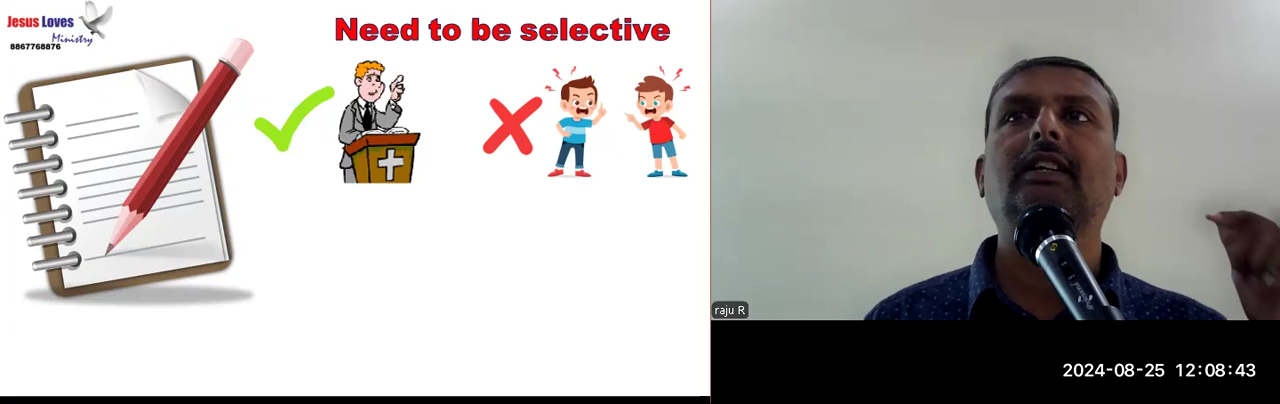 Jesus Loves
Ministry
8867768876
Need to be selective
raju R
2024-08-25 12:08:43